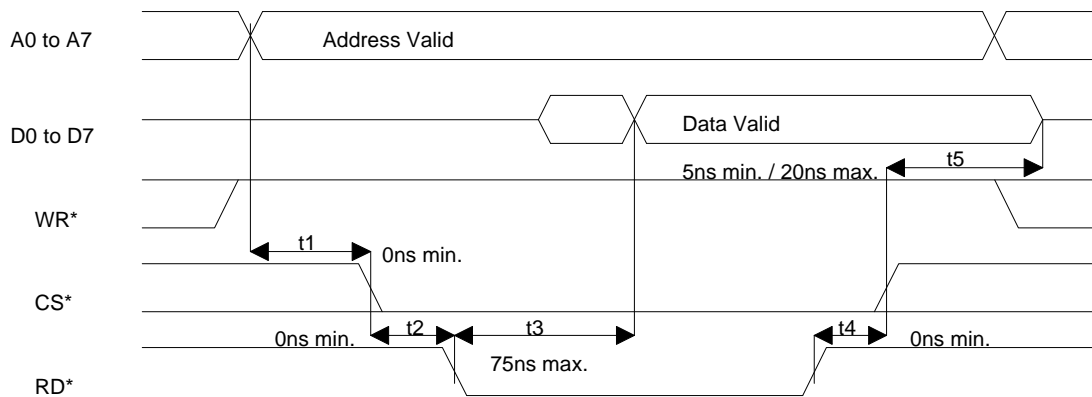 A0 to A7
Address Valid
D0 to D7
Data Valid
5ns min. / 20ns max.
t5
WR*
t1
0ns min.
CS*
0ns min.
t2
t3
t4
0ns min.
75ns max.
RD*